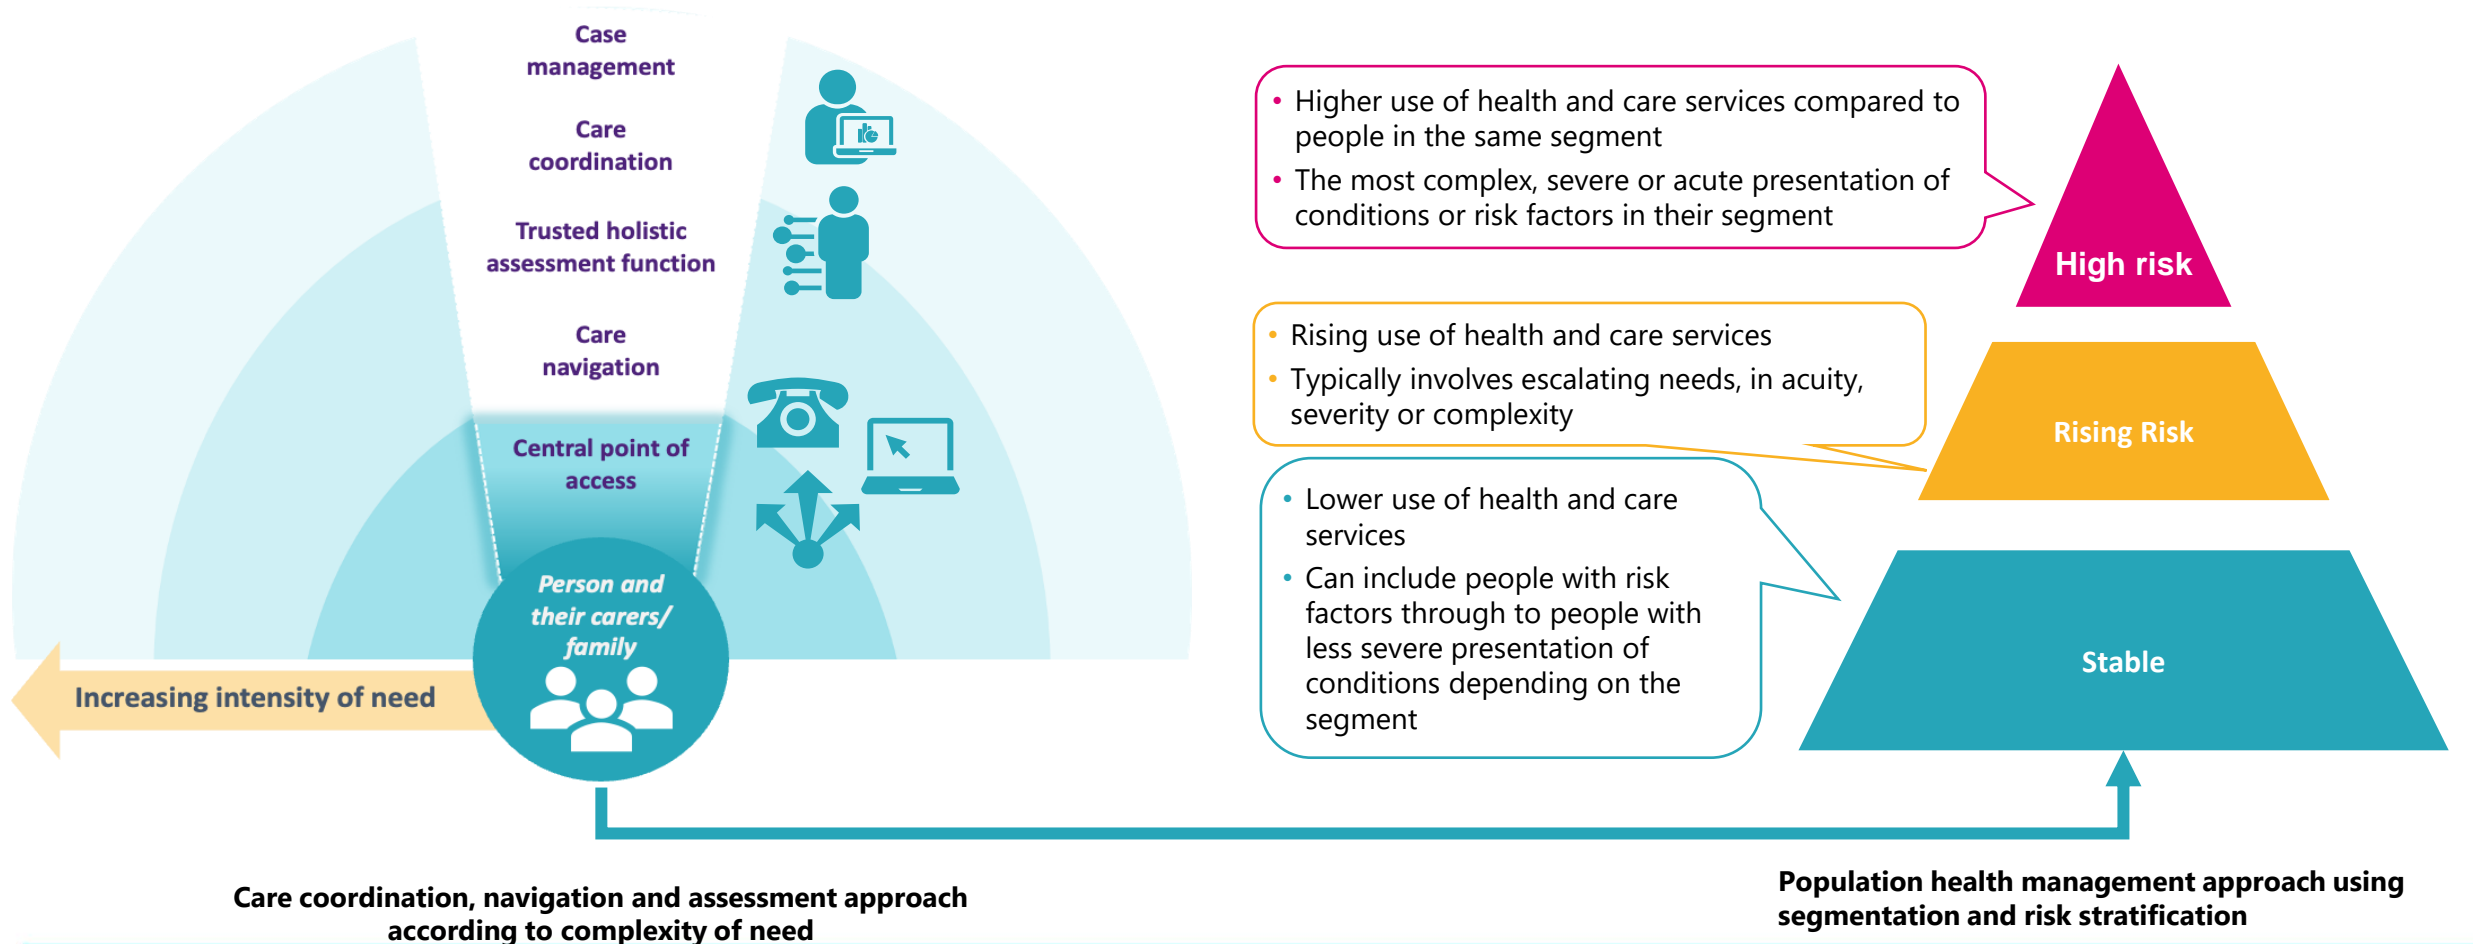 Case
management
Care
coordination
Trusted holistic
assessment function
Care
navigation
Central point of
access
Person and
their carers/
family
Increasing intensity of need
Care coordination, navigation and assessment approach
according to complexity of need
• Higher use of health and care services compared to
people in the same segment
• The most complex, severe or acute presentation of
conditions or risk factors in their segment
High risk
• Rising use of health and care services
• Typically involves escalating needs, in acuity,
severity or complexity
Rising Risk
• Lower use of health and care
services
• Can include people with risk
factors through to people with
less severe presentation of
conditions depending on the
segment
Stable
Population health management approach using
segmentation and risk stratification